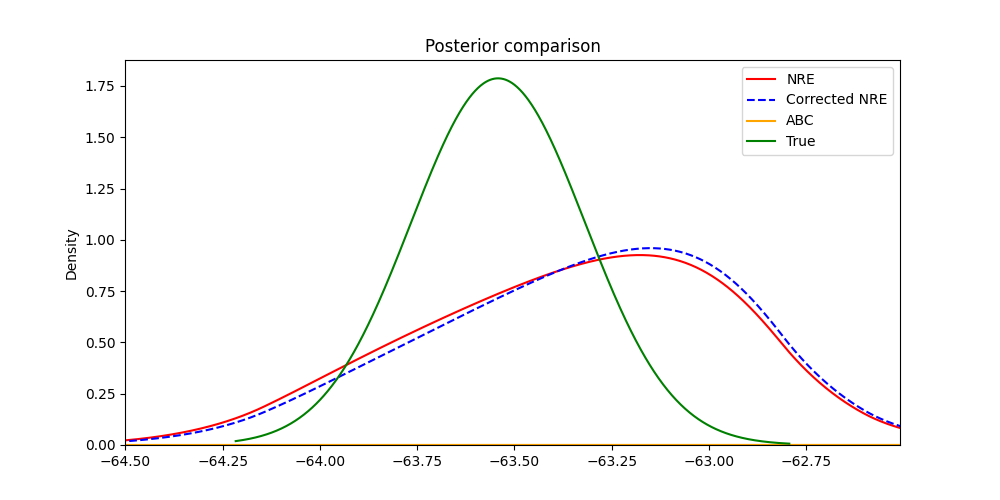 Posterior comparison
NRE
Corrected NRE
ABC
True
Density
1.75
1.50
1.25
1.00
0.75
0.50
0.25
0.00
−64.50 −64.25 −64.00 −63.75 −63.50 −63.25 −63.00 −62.75